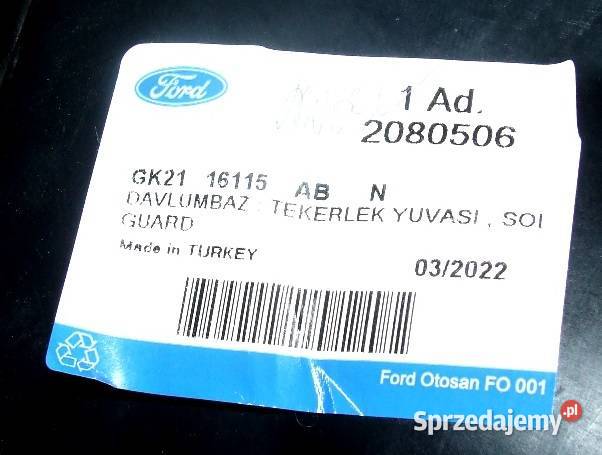 Ford
1 Ad.
2080506
GK21 16115 AB N
DAVLUMBAZ : TEKERLEK YUVASI , SOI
GUARD
Made in TURKEY
03/2022
Ford Otosan FO 001
Sprzedajemy.pl